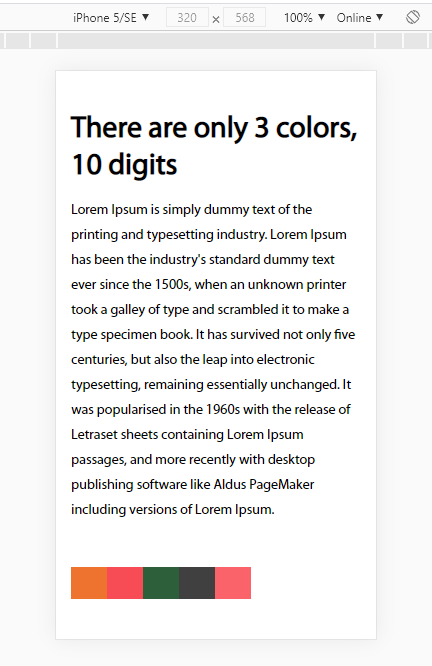 iPhone 5/SE ▼ 320 × 568 100% ▼ Online ▼
There are only 3 colors,
10 digits
Lorem Ipsum is simply dummy text of the
printing and typesetting industry. Lorem Ipsum
has been the industry's standard dummy text
ever since the 1500s, when an unknown printer
took a galley of type and scrambled it to make a
type specimen book. It has survived not only five
centuries, but also the leap into electronic
typesetting, remaining essentially unchanged. It
was popularised in the 1960s with the release of
Letraset sheets containing Lorem Ipsum
passages, and more recently with desktop
publishing software like Aldus PageMaker
including versions of Lorem Ipsum.